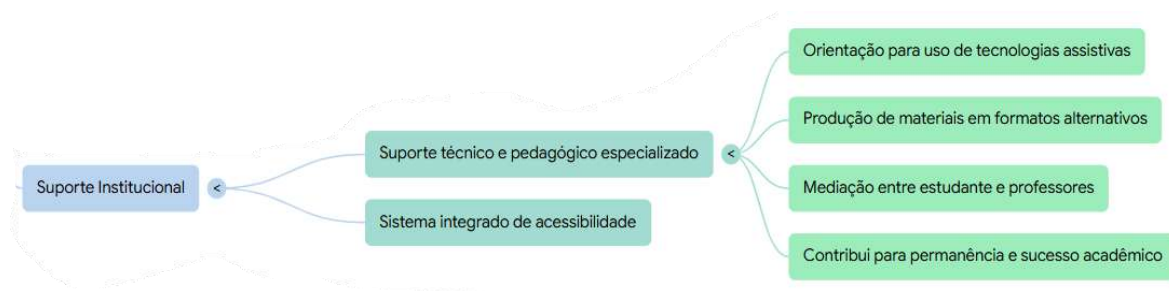 Suporte Institucional
<
Suporte técnico e pedagógico especializado
<
Sistema integrado de acessibilidade
Orientação para uso de tecnologias assistivas
Produção de materiais em formatos alternativos
Mediação entre estudante e professores
Contribui para permanência e sucesso acadêmico